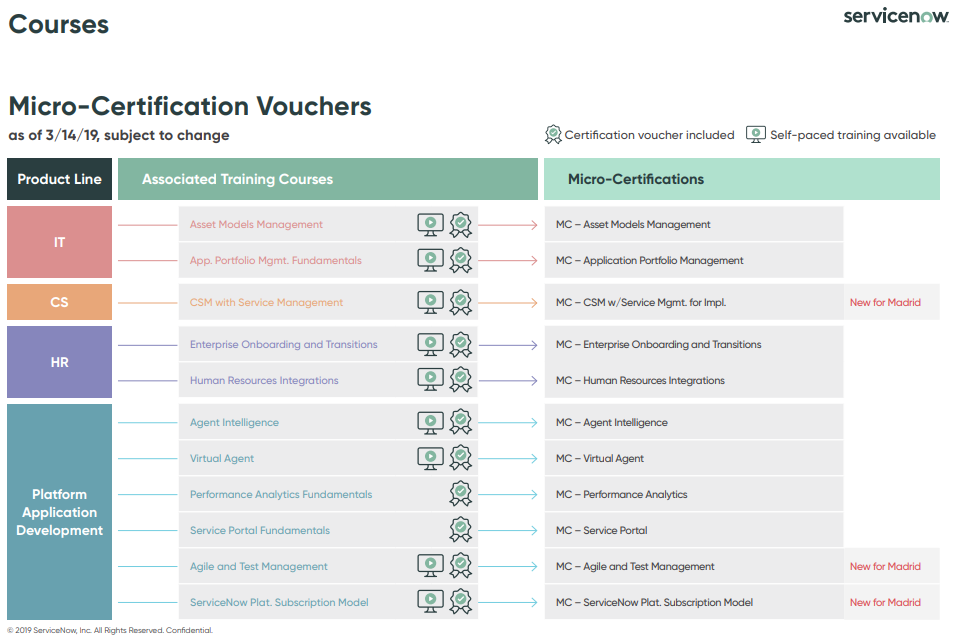 Courses
servicenow
Micro-Certification Vouchers
as of 3/14/19, subject to change
Certification voucher included
Self-paced training available
Product Line
Associated Training Courses
Micro-Certifications
IT
Asset Models Management
MC – Asset Models Management
App. Portfolio Mgmt. Fundamentals
MC – Application Portfolio Management
CS
CSM with Service Management
MC – CSM w/Service Mgmt. for Impl.
New for Madrid
HR
Enterprise Onboarding and Transitions
MC – Enterprise Onboarding and Transitions
Human Resources Integrations
MC – Human Resources Integrations
Platform
Application
Development
Agent Intelligence
MC – Agent Intelligence
Virtual Agent
MC – Virtual Agent
Performance Analytics Fundamentals
MC – Performance Analytics
Service Portal Fundamentals
MC – Service Portal
Agile and Test Management
MC – Agile and Test Management
New for Madrid
ServiceNow Plat. Subscription Model
MC – ServiceNow Plat. Subscription Model
New for Madrid
© 2019 ServiceNow, Inc. All Rights Reserved. Confidential.